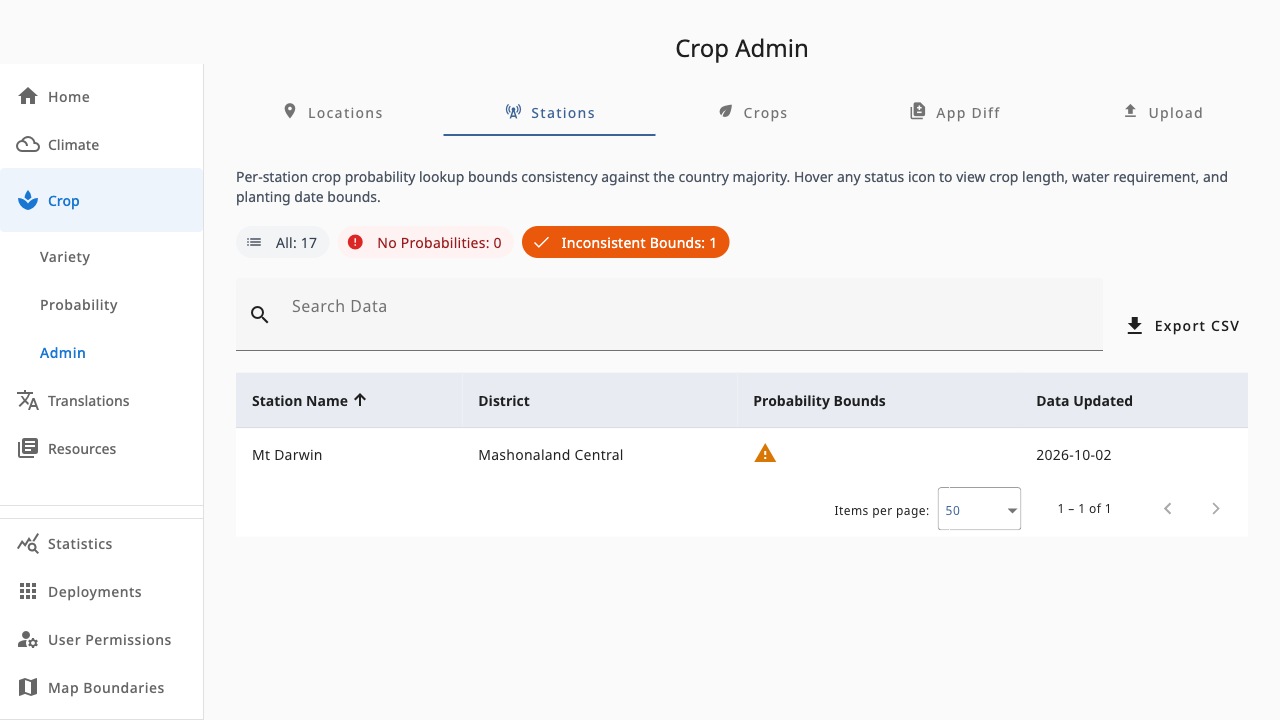 Crop Admin
Home
Climate
Crop
Variety
Probability
Admin
Translations
Resources
Statistics
Deployments
User Permissions
Map Boundaries
Locations
Stations
Crops
App Diff
Upload
Per-station crop probability lookup bounds consistency against the country majority. Hover any status icon to view crop length, water requirement, and
planting date bounds.
All: 17
No Probabilities: 0
Inconsistent Bounds: 1
Search Data
Export CSV
Station Name District Probability Bounds Data Updated
Mt Darwin Mashonaland Central 2026-10-02
Items per page: 50 1 – 1 of 1